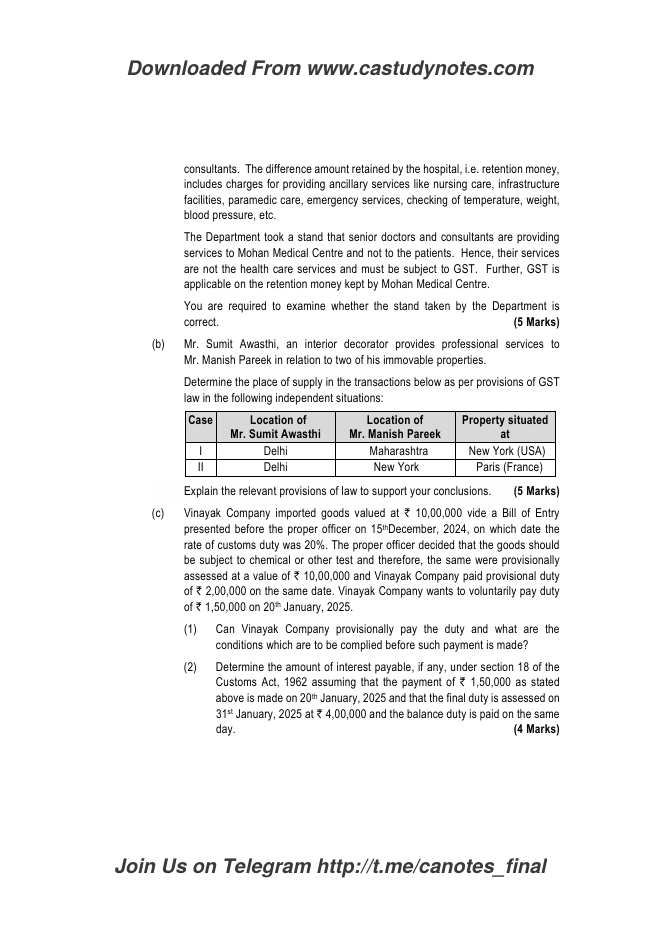 Downloaded From www.castudynotes.com
consultants. The difference amount retained by the hospital, i.e. retention money,
includes charges for providing ancillary services like nursing care, infrastructure
facilities, paramedic care, emergency services, checking of temperature, weight,
blood pressure, etc.
The Department took a stand that senior doctors and consultants are providing
services to Mohan Medical Centre and not to the patients. Hence, their services
are not the health care services and must be subject to GST. Further, GST is
applicable on the retention money kept by Mohan Medical Centre.
You are required to examine whether the stand taken by the Department is
correct. (5 Marks)
(b) Mr. Sumit Awasthi, an interior decorator provides professional services to
Mr. Manish Pareek in relation to two of his immovable properties.
Determine the place of supply in the transactions below as per provisions of GST
law in the following independent situations:
Case Location of Mr. Sumit Awasthi Location of Mr. Manish Pareek Property situated at
I Delhi Maharashtra New York (USA)
II Delhi New York Paris (France)
Explain the relevant provisions of law to support your conclusions. (5 Marks)
(c) Vinayak Company imported goods valued at ₹ 10,00,000 vide a Bill of Entry
presented before the proper officer on 15thDecember, 2024, on which date the
rate of customs duty was 20%. The proper officer decided that the goods should
be subject to chemical or other test and therefore, the same were provisionally
assessed at a value of ₹ 10,00,000 and Vinayak Company paid provisional duty
of ₹ 2,00,000 on the same date. Vinayak Company wants to voluntarily pay duty
of ₹ 1,50,000 on 20th January, 2025.
(1) Can Vinayak Company provisionally pay the duty and what are the
conditions which are to be complied before such payment is made?
(2) Determine the amount of interest payable, if any, under section 18 of the
Customs Act, 1962 assuming that the payment of ₹ 1,50,000 as stated
above is made on 20th January, 2025 and that the final duty is assessed on
31st January, 2025 at ₹ 4,00,000 and the balance duty is paid on the same
day. (4 Marks)
Join Us on Telegram http://t.me/canotes_final